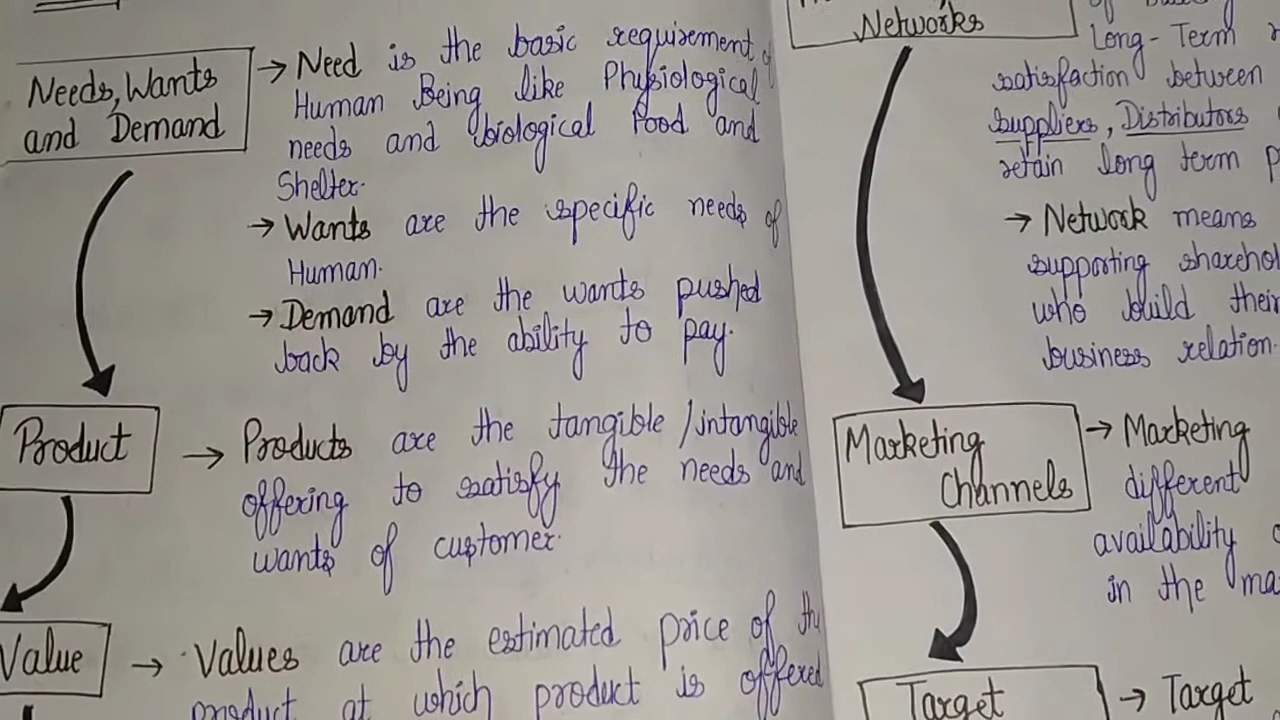 Needs, Wants
and Demand
→ Need is the basic requirement of
Human Being like Physiological
needs and biological Food and
Shelter.
→ Wants are the specific needs of
Human.
→ Demand are the wants pushed
back by the ability to pay.
Product
→ Products are the tangible/intangible
offering to satisfy the needs and
wants of customer.
Value
→ Values are the estimated price of the
product at which product is offered
Networks
Long-Term
satisfaction between
suppliers, Distributors
retain long term
→ Network means
supporting
who build their
business relation.
Marketing
Channels
→ Marketing
different
availability
in the
Target
→ Target